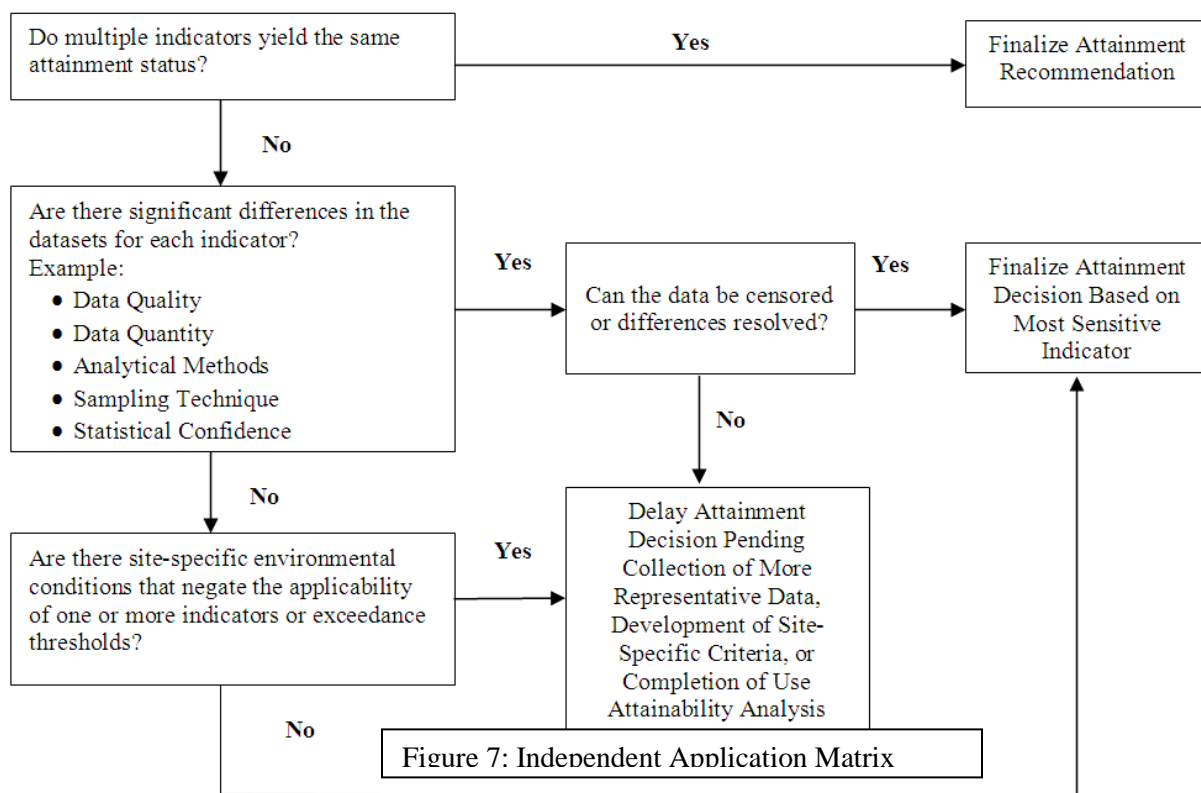 Do multiple indicators yield the same
attainment status?
Yes
Finalize Attainment
Recommendation
No
Are there significant differences in the
datasets for each indicator?
Example:
● Data Quality
● Data Quantity
● Analytical Methods
● Sampling Technique
● Statistical Confidence
Yes
Can the data be censored
or differences resolved?
Yes
Finalize Attainment
Decision Based on
Most Sensitive
Indicator
No
No
Are there site-specific environmental
conditions that negate the applicability
of one or more indicators or exceedance
thresholds?
Yes
Delay Attainment
Decision Pending
Collection of More
Representative Data,
Development of Site-
Specific Criteria, or
Completion of Use
Attainability Analysis
No
Figure 7: Independent Application Matrix